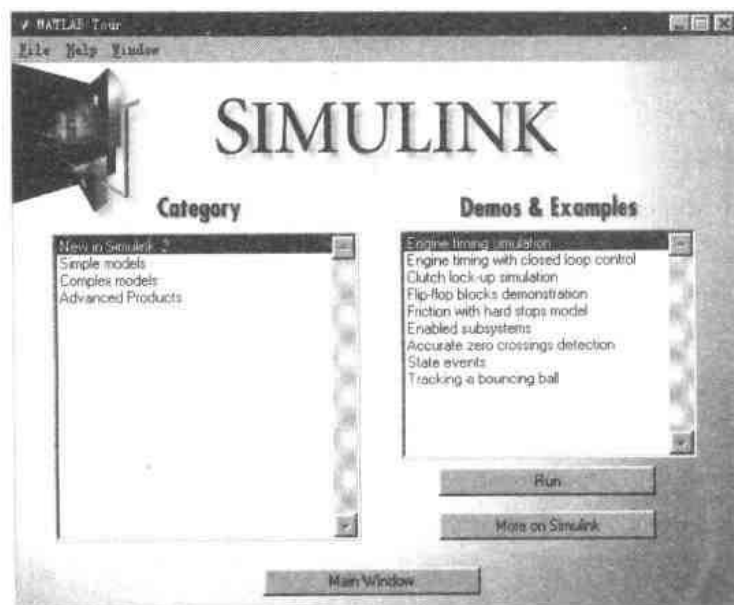 MATLAB Tour
File Help Window
SIMULINK
Category
New in Simulink 2
Simple models
Complex models
Advanced Products
Demos & Examples
Engine timing simulation
Engine timing with closed loop control
Clutch lock-up simulation
Flip-flop blocks demonstration
Friction with hard stops model
Enabled subsystems
Accurate zero crossings detection
State events
Tracking a bouncing ball
Run
More on Simulink
Main Window